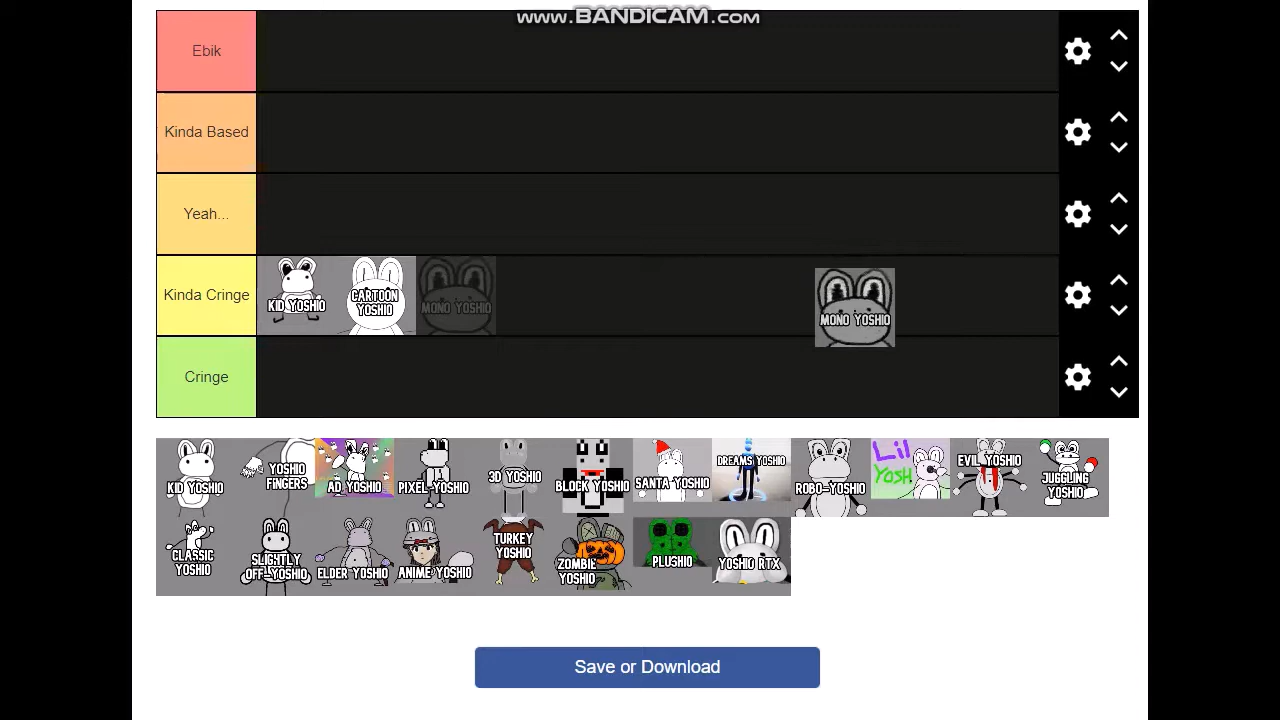 www.BANDICAM.com
Ebik
Kinda Based
Yeah...
Kinda Cringe
KID YOSHIO
CARTOON
YOSHIO
MONO YOSHIO
MONO YOSHIO
Cringe
KID YOSHIO
YOSHIO
FINGERS
AD YOSHIO
PIXEL YOSHIO
3D YOSHIO
BLOCK YOSHIO
SANTA YOSHIO
DREAMS YOSHIO
ROBO-YOSHIO
Lil
YOSH
EVIL YOSHIO
JUGGLING
YOSHIO
CLASSIC
YOSHIO
SLIGHTLY
OFF YOSHIO
ELDER YOSHIO
ANIME YOSHIO
TURKEY
YOSHIO
ZOMBIE
YOSHIO
PLUSHIO
YOSHIO RTX
Save or Download